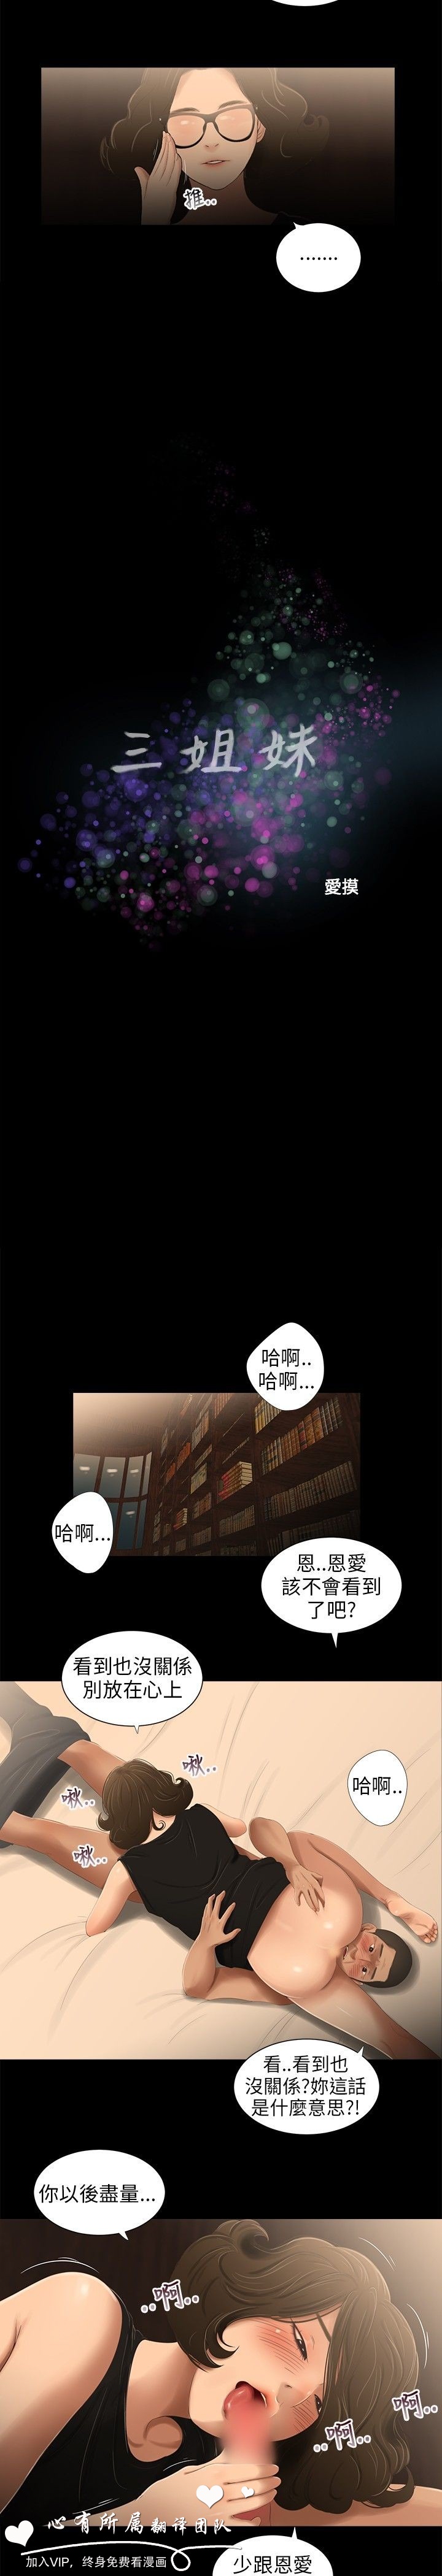 推..
.......
三姐妹
愛摸
哈啊..
哈啊...
哈啊...
恩..恩愛
該不會看到
了吧?
看到也沒關係
別放在心上
啾..
啾..
啾..
哈啊..
看..看到也
沒關係?妳這話
是什麼意思?!
你以後盡量...
..啊..
..啊..
啊..
心有所属翻译团队
加入VIP，终身免费看漫画
少跟恩愛